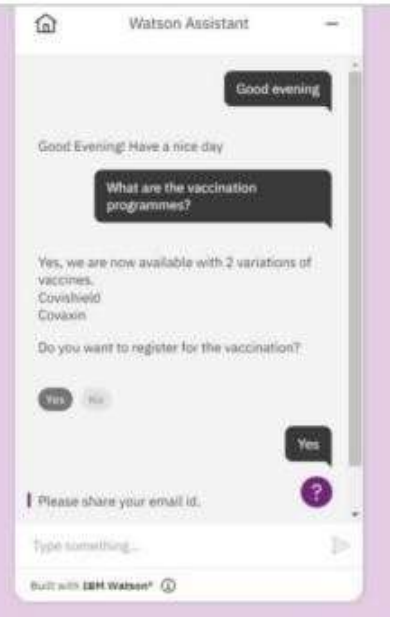 Watson Assistant
Good evening
Good Evening! Have a nice day
What are the vaccination
programmes?
Yes, we are now available with 2 variations of
vaccines.
Covishield
Covaxin
Do you want to register for the vaccination?
Yes
No
Yes
?
Please share your email id.
Type something...
Built with IBM Watson®